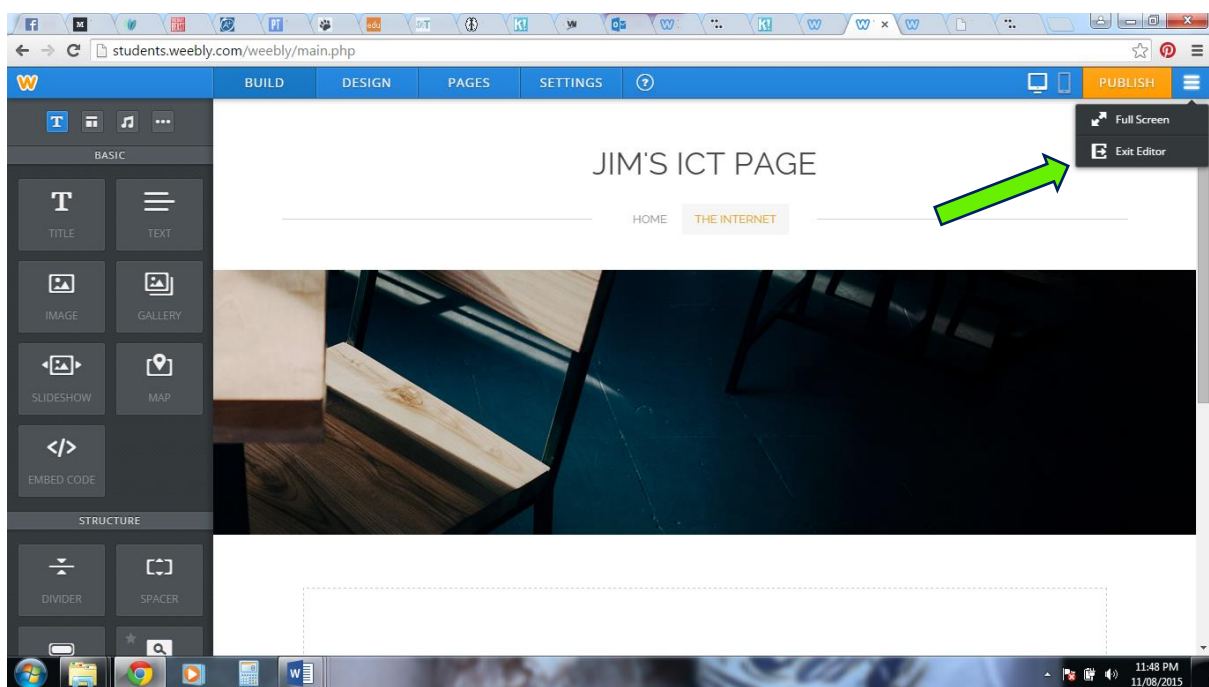 students.weebly.com/weebly/main.php
BUILD DESIGN PAGES SETTINGS ? PUBLISH
Full Screen
Exit Editor
BASIC
TITLE TEXT
IMAGE GALLERY
SLIDESHOW MAP
</> 
EMBED CODE
STRUCTURE
DIVIDER SPACER
JIM'S ICT PAGE
HOME THE INTERNET
11:48 PM
11/08/2015